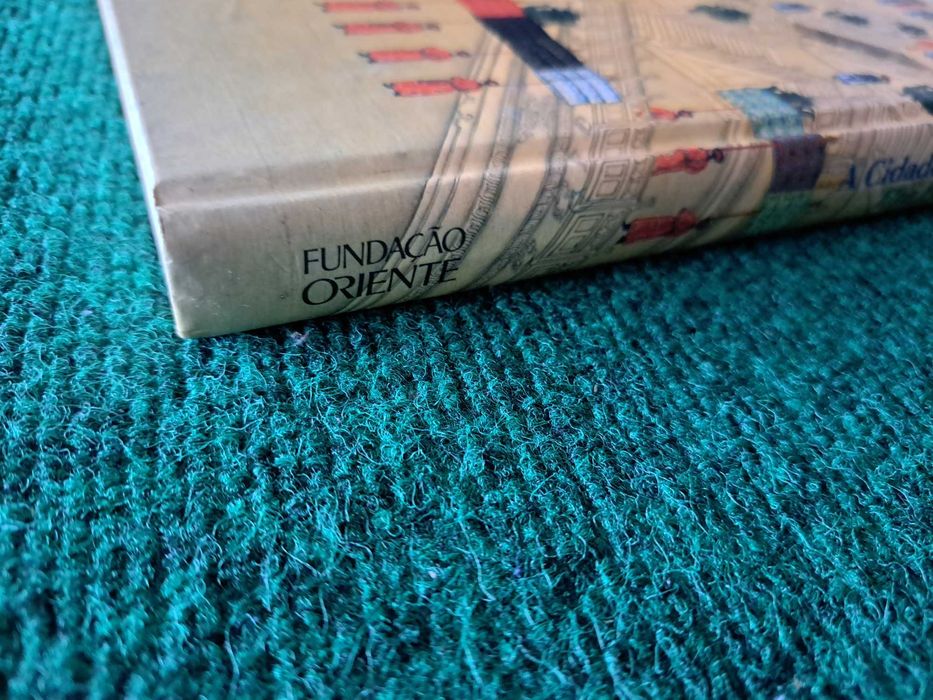 FUNDAÇÃO
ORIENTE
A Cidad